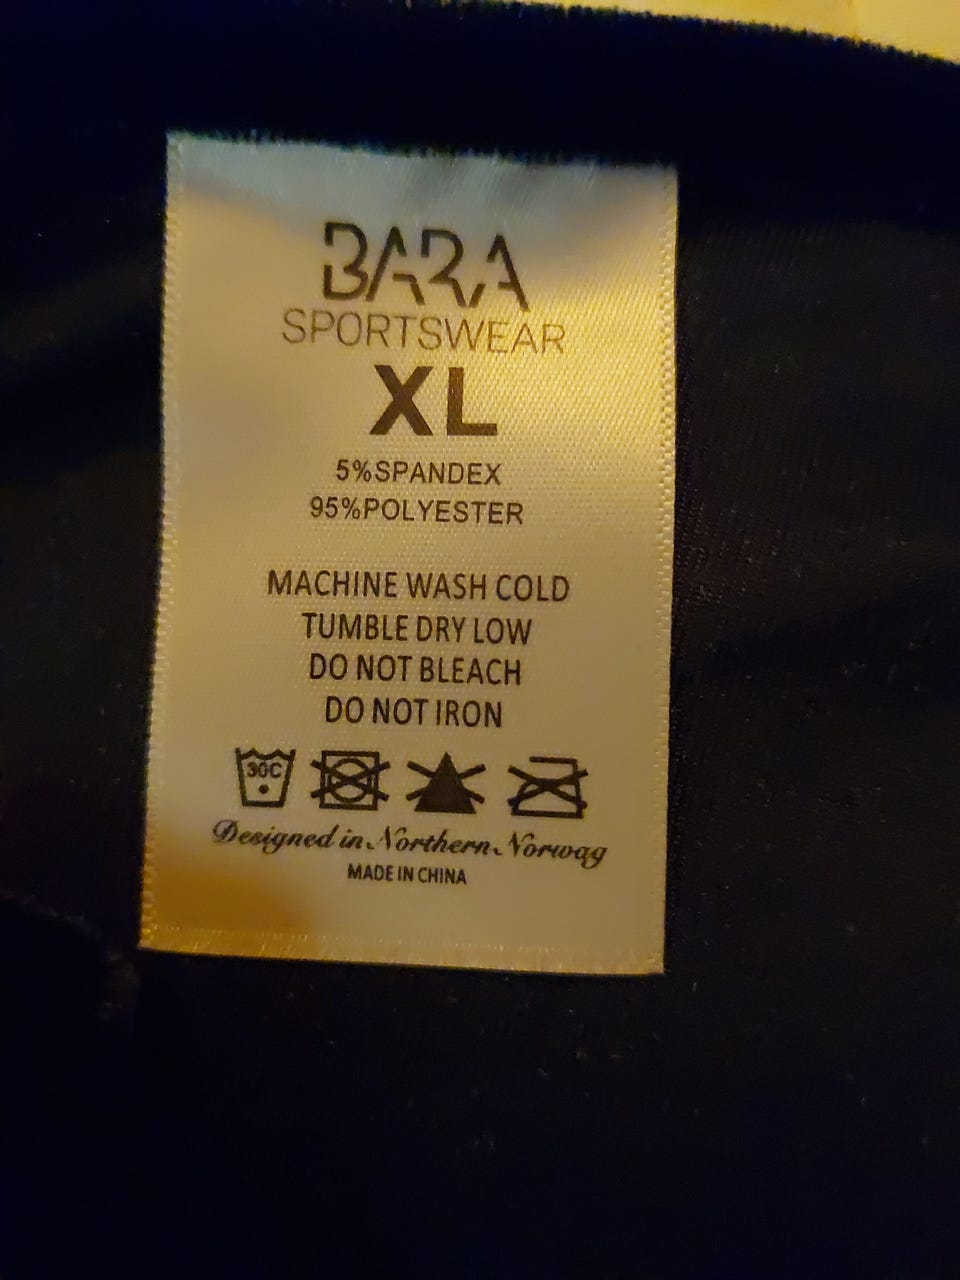 BARA
SPORTSWEAR
XL
5%SPANDEX
95%POLYESTER
MACHINE WASH COLD
TUMBLE DRY LOW
DO NOT BLEACH
DO NOT IRON
30C
Designed in Northern Norway
MADE IN CHINA